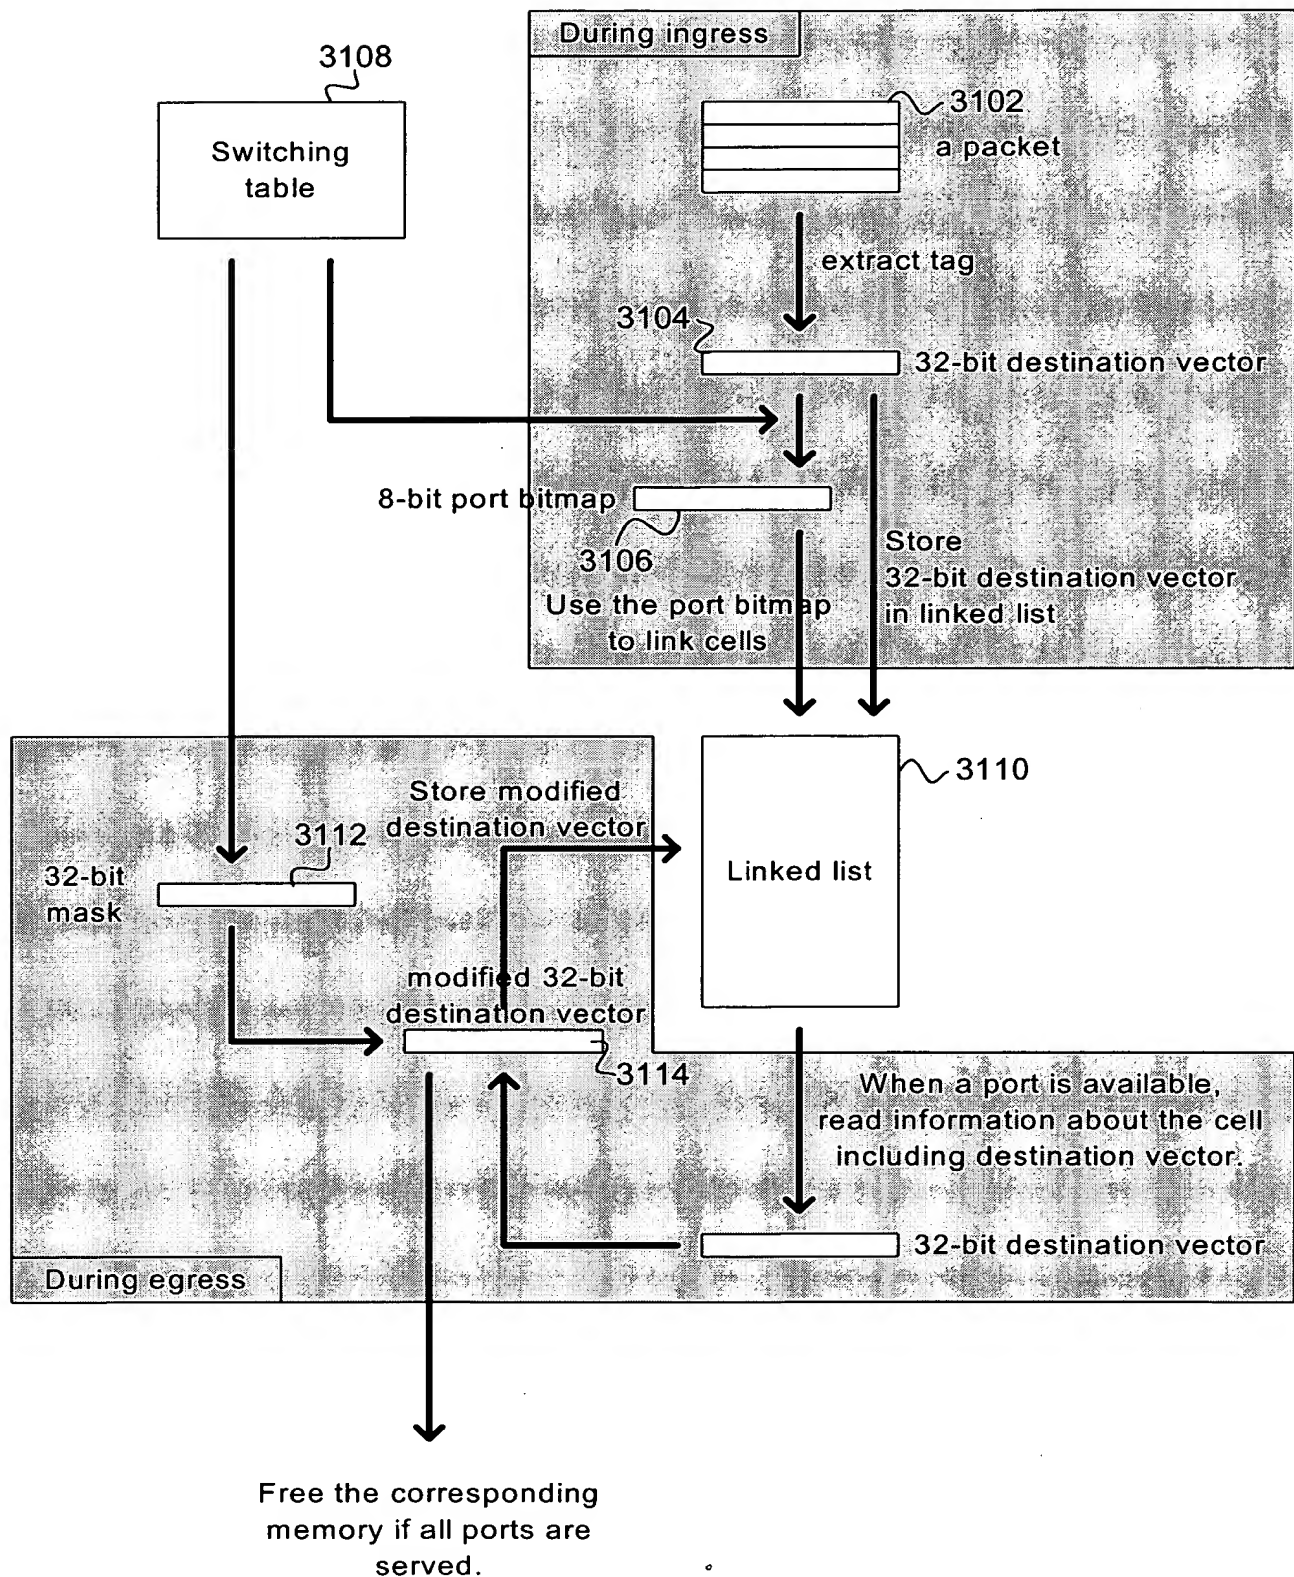 During ingress
3108
3102
a packet
Switching
table
extract tag
3104
32-bit destination vector
8-bit port bitmap
3106
Store
32-bit destination vector
in linked list
Use the port bitmap
to link cells
3110
Store modified
destination vector
3112
32-bit
mask
Linked list
modified 32-bit
destination vector
3114
When a port is available,
read information about the cell
including destination vector.
32-bit destination vector
During egress
Free the corresponding
memory if all ports are
served.